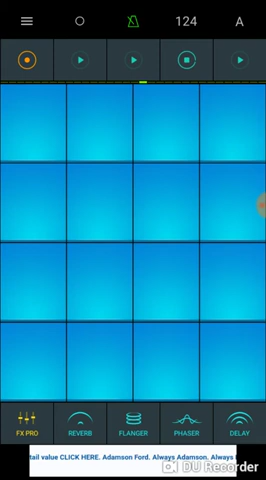 124 A
FX PRO REVERB FLANGER PHASER DELAY
tail value CLICK HERE. Adamson Ford. Always Adamson. Always
DU Recorder